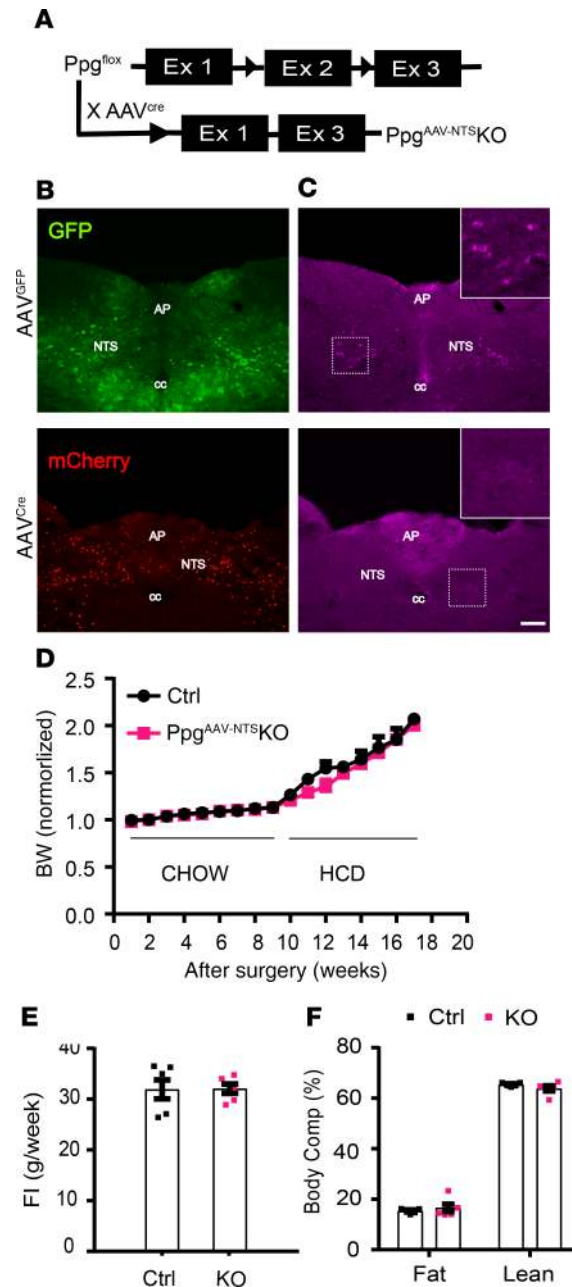 A
Ppg^flox Ex 1 Ex 2 Ex 3
X AAV^cre
Ex 1 Ex 3 Ppg^AAV-NTS KO
B
C
AAV^GFP
GFP
AP
NTS
cc
AP
NTS
cc
AAV^Cre
mCherry
AP
NTS
cc
AP
NTS
cc
D
Ctrl
Ppg^AAV-NTS KO
BW (normorlized)
2.5
2.0
1.5
1.0
0.5
0.0
CHOW HCD
0 2 4 6 8 10 12 14 16 18 20
After surgery (weeks)
E
FI (g/week)
40
30
20
10
0
Ctrl KO
F
Ctrl KO
Body Comp (%)
80
60
40
20
0
Fat Lean